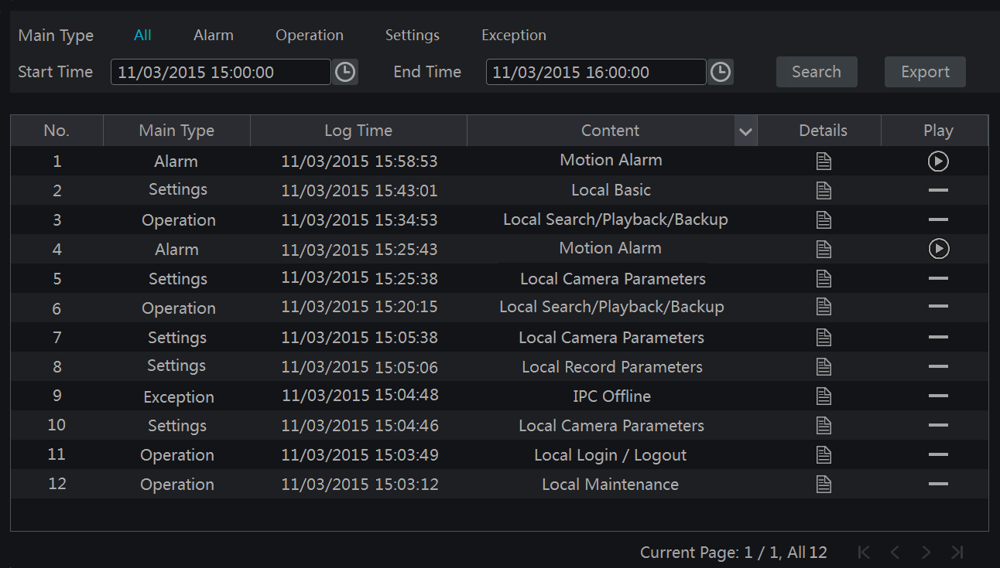 Main Type All Alarm Operation Settings Exception
Start Time 11/03/2015 15:00:00 End Time 11/03/2015 16:00:00 Search Export
No. Main Type Log Time Content Details Play
1 Alarm 11/03/2015 15:58:53 Motion Alarm
2 Settings 11/03/2015 15:43:01 Local Basic
3 Operation 11/03/2015 15:34:53 Local Search/Playback/Backup
4 Alarm 11/03/2015 15:25:43 Motion Alarm
5 Settings 11/03/2015 15:25:38 Local Camera Parameters
6 Operation 11/03/2015 15:20:15 Local Search/Playback/Backup
7 Settings 11/03/2015 15:05:38 Local Camera Parameters
8 Settings 11/03/2015 15:05:06 Local Record Parameters
9 Exception 11/03/2015 15:04:48 IPC Offline
10 Settings 11/03/2015 15:04:46 Local Camera Parameters
11 Operation 11/03/2015 15:03:49 Local Login / Logout
12 Operation 11/03/2015 15:03:12 Local Maintenance
Current Page: 1 / 1, All 12